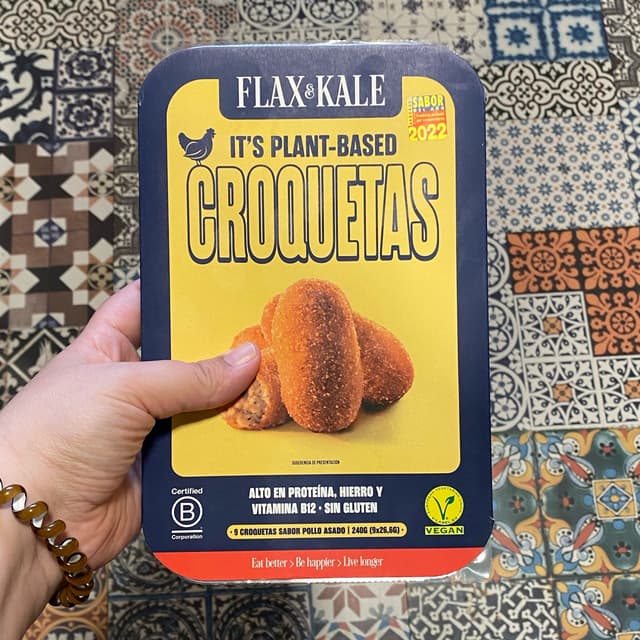 FLAX & KALE
SABOR
2022
IT'S PLANT-BASED
CROQUETAS
SUGERENCIA DE PRESENTACIÓN
Certified
B
Corporation
ALTO EN PROTEÍNA, HIERRO Y
VITAMINA B12 · SIN GLUTEN
· 9 CROQUETAS SABOR POLLO ASADO | 240G (9x26.6G) ·
V
VEGAN
Eat better > Be happier > Live longer